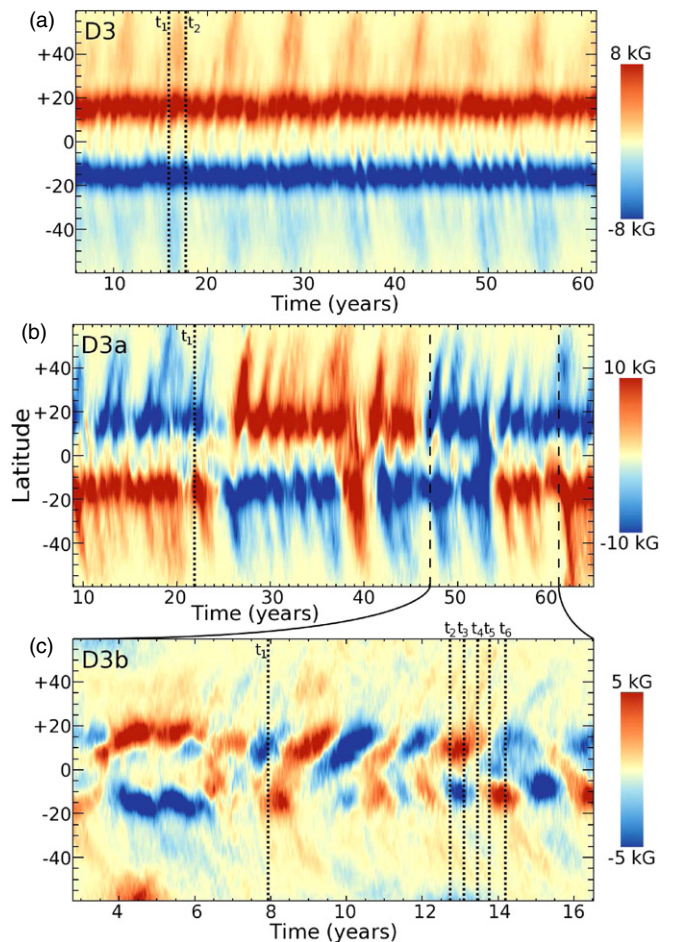 (a)
D3
t1
t2
+40
+20
0
-20
-40
10 20 30 40 50 60
Time (years)
8 kG
-8 kG
(b)
D3a
t1
+40
+20
0
-20
-40
Latitude
10 20 30 40 50 60
Time (years)
10 kG
-10 kG
(c)
D3b
t1
t2 t3 t4 t5 t6
+40
+20
0
-20
-40
4 6 8 10 12 14 16
Time (years)
5 kG
-5 kG